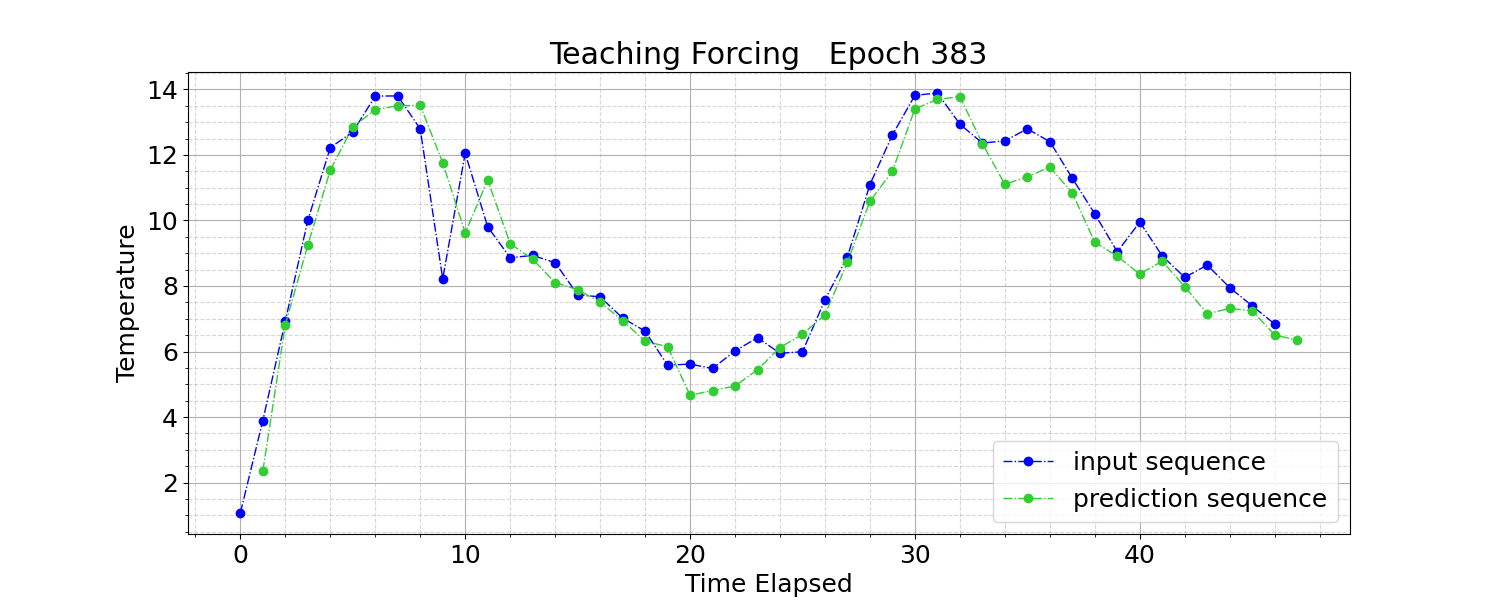 Teaching Forcing   Epoch 383
14
12
10
8
6
4
2
Temperature
0 10 20 30 40
Time Elapsed
input sequence
prediction sequence